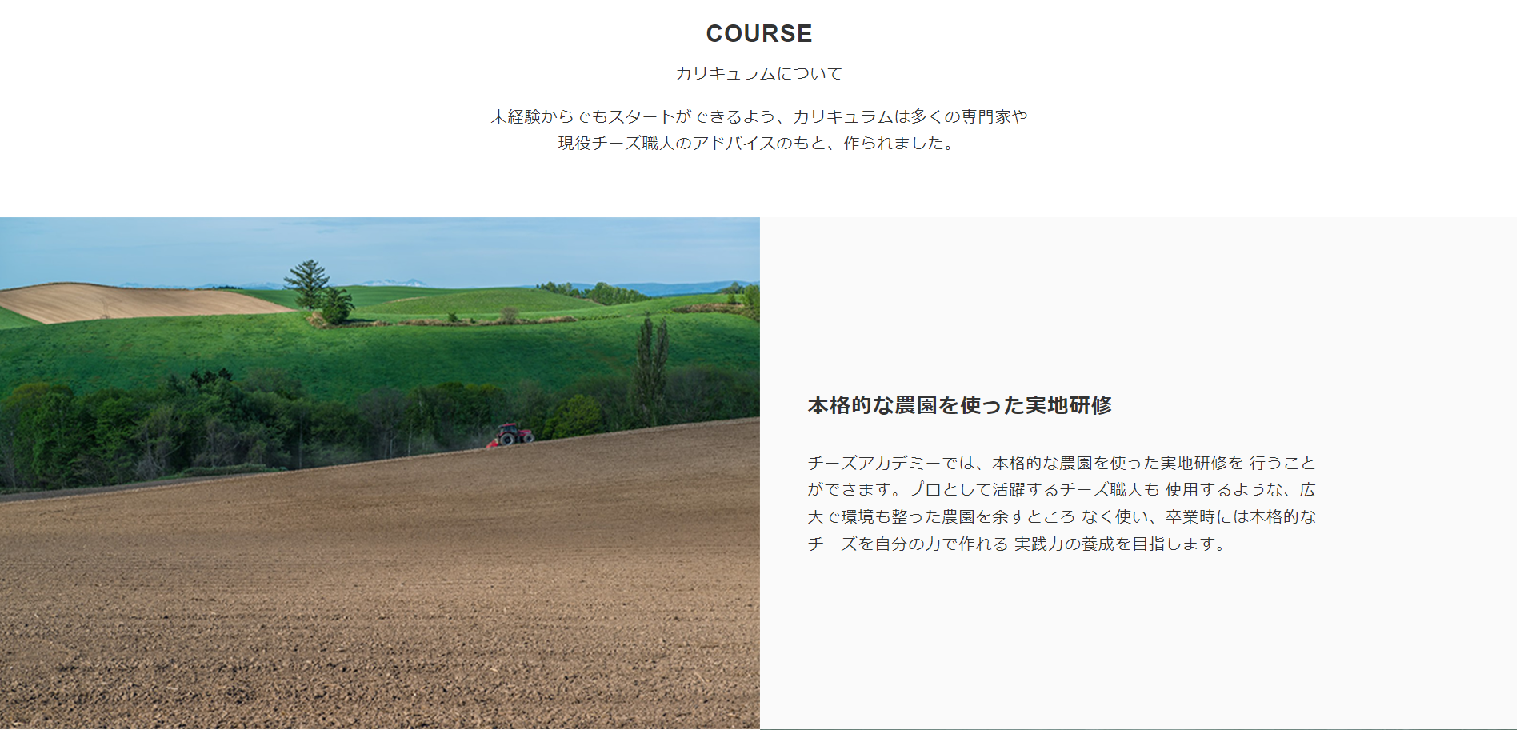 COURSE
カリキュラムについて
未経験からでもスタートができるよう、カリキュラムは多くの専門家や
現役チーズ職人のアドバイスのもと、作られました。
本格的な農園を使った実地研修
チーズアカデミーでは、本格的な農園を使った実地研修を 行うこと
ができます。プロとして活躍するチーズ職人も 使用するような、広
大で環境も整った農園を余すところ なく使い、卒業時には本格的な
チーズを自分の力で作れる 実践力の養成を目指します。